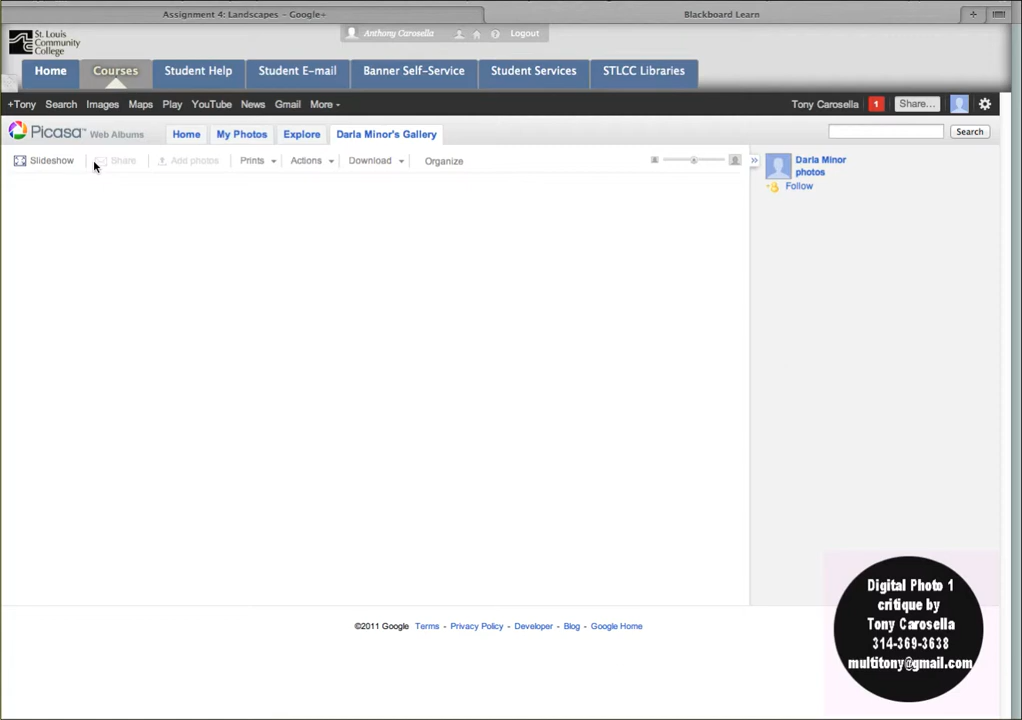 Assignment 4: Landscapes – Google+
Blackboard Learn
St. Louis
Community
College
Anthony Carosella
Logout
Home
Courses
Student Help
Student E-mail
Banner Self-Service
Student Services
STLCC Libraries
+Tony Search Images Maps Play YouTube News Gmail More
Tony Carosella 1 Share...
Picasa™ Web Albums
Home
My Photos
Explore
Darla Minor's Gallery
Search
Slideshow
Share
Add photos
Prints
Actions
Download
Organize
Darla Minor
photos
Follow
©2011 Google Terms - Privacy Policy - Developer - Blog - Google Home
Digital Photo 1
critique by
Tony Carosella
314-369-3638
multitony@gmail.com